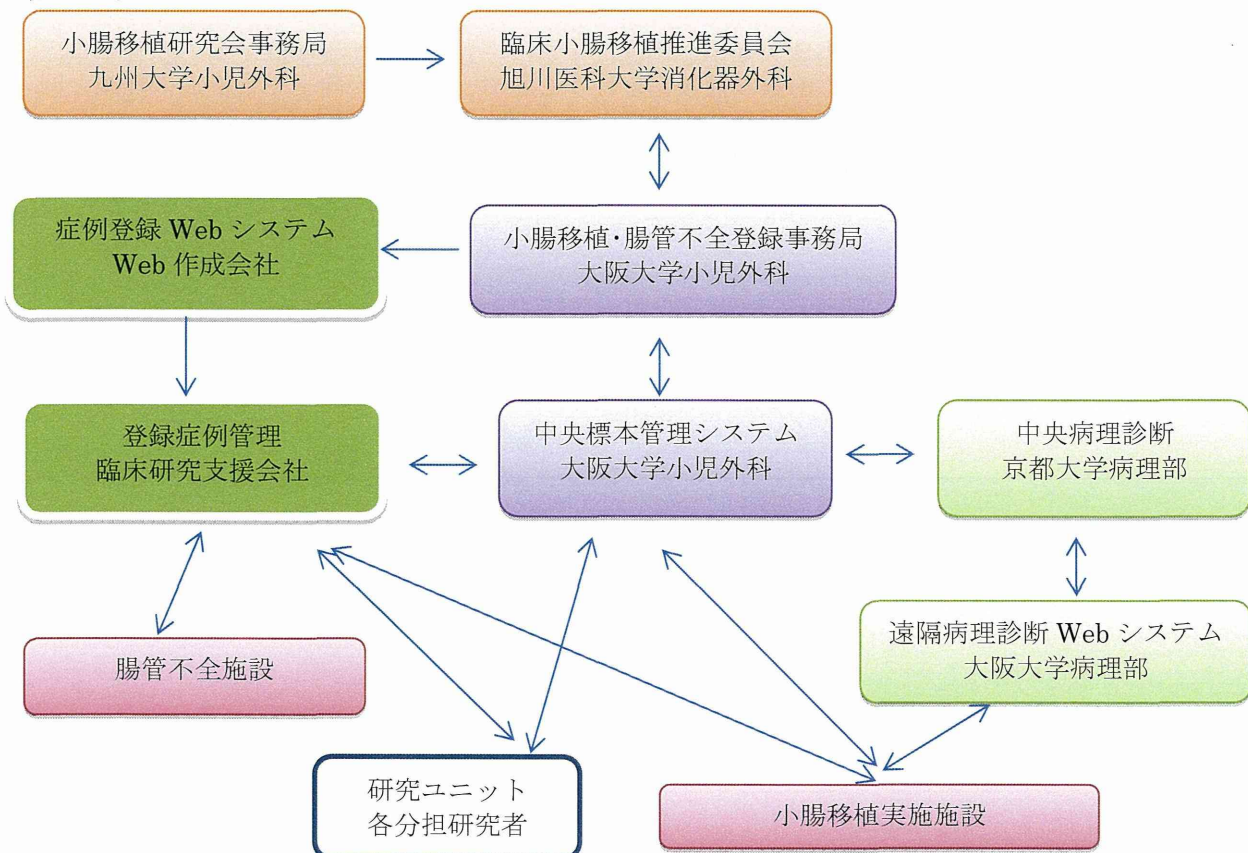 小腸移植研究会事務局
九州大学小児外科
臨床小腸移植推進委員会
旭川医科大学消化器外科
症例登録 Web システム
Web 作成会社
小腸移植・腸管不全登録事務局
大阪大学小児外科
登録症例管理
臨床研究支援会社
中央標本管理システム
大阪大学小児外科
中央病理診断
京都大学病理部
腸管不全施設
遠隔病理診断 Web システム
大阪大学病理部
研究ユニット
各分担研究者
小腸移植実施施設